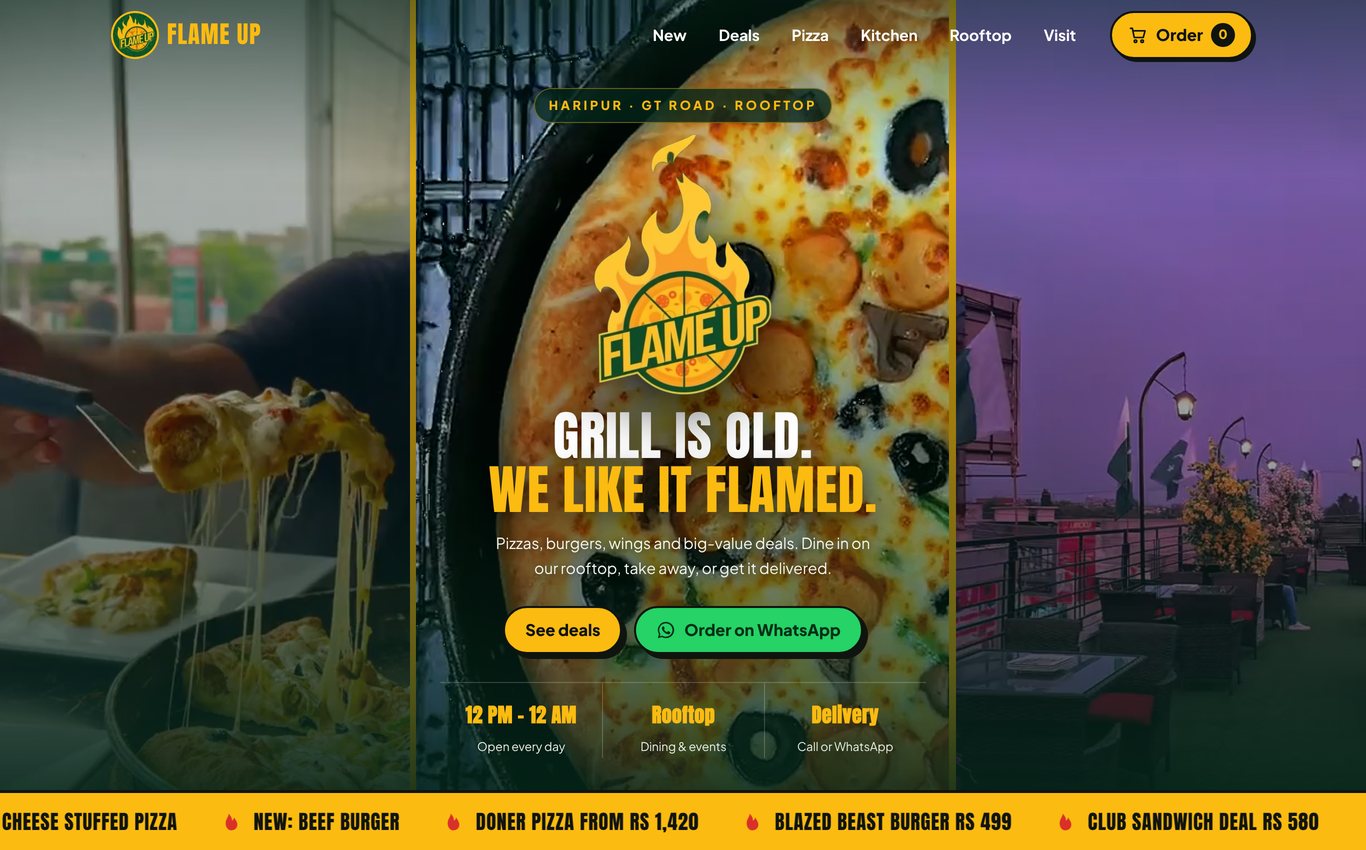 FLAME UP
FLAME UP
New Deals Pizza Kitchen Rooftop Visit Order 0
HARIPUR · GT ROAD · ROOFTOP
FLAME UP
GRILL IS OLD.
WE LIKE IT FLAMED.
Pizzas, burgers, wings and big-value deals. Dine in on
our rooftop, take away, or get it delivered.
See deals
Order on WhatsApp
12 PM - 12 AM
Open every day
Rooftop
Dining & events
Delivery
Call or WhatsApp
CHEESE STUFFED PIZZA NEW: BEEF BURGER DONER PIZZA FROM RS 1,420 BLAZED BEAST BURGER RS 499 CLUB SANDWICH DEAL RS 580